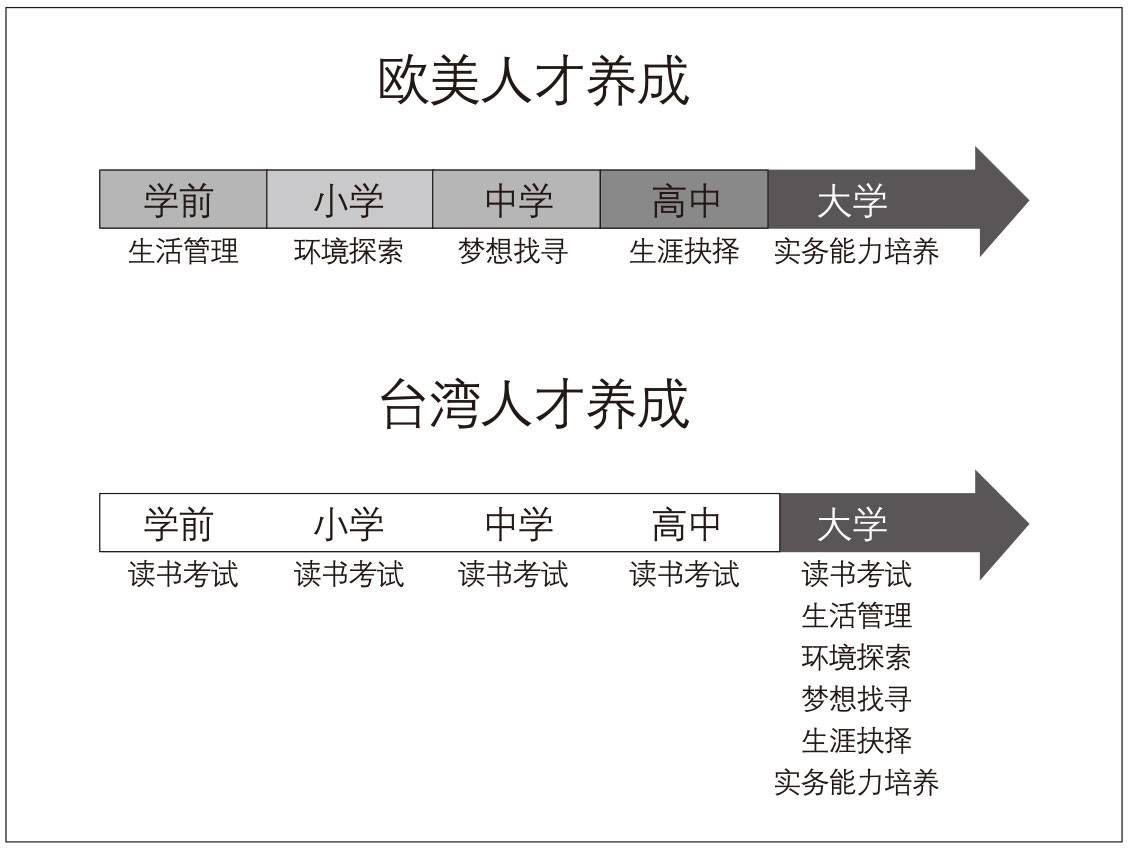 欧美人才养成
学前 小学 中学 高中 大学
生活管理 环境探索 梦想找寻 生涯抉择 实务能力培养
台湾人才养成
学前 小学 中学 高中 大学
读书考试 读书考试 读书考试 读书考试 读书考试
生活管理
环境探索
梦想找寻
生涯抉择
实务能力培养